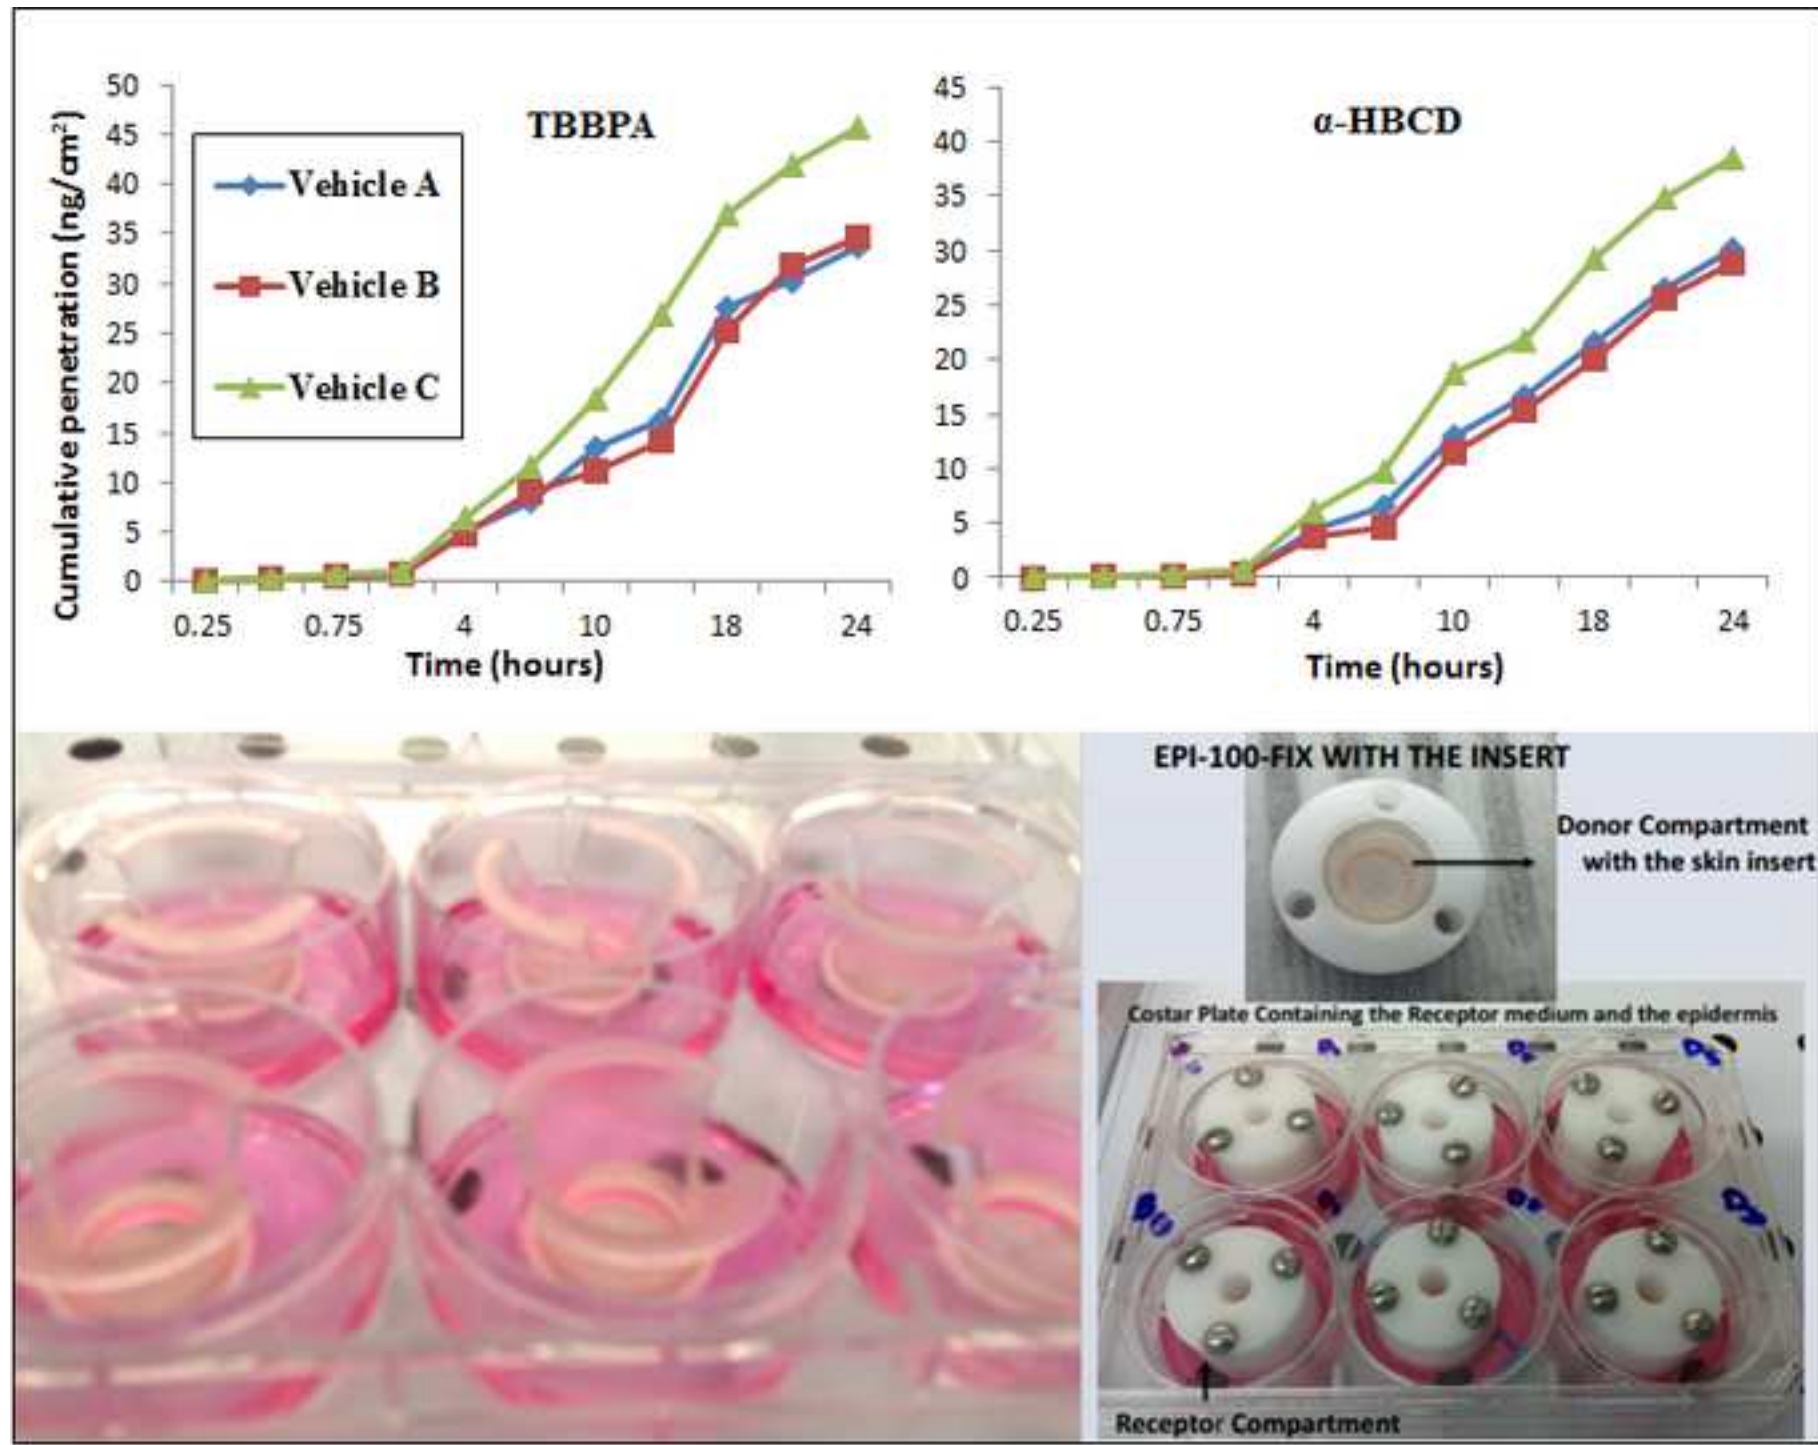 TBBPA
Cumulative penetration (ng/cm²)
50
45
40
35
30
25
20
15
10
5
0
Vehicle A
Vehicle B
Vehicle C
0.25 0.75 4 10 18 24
Time (hours)
α-HBCD
45
40
35
30
25
20
15
10
5
0
0.25 0.75 4 10 18 24
Time (hours)
EPI-100-FIX WITH THE INSERT
Donor Compartment
with the skin insert
Costar Plate Containing the Receptor medium and the epidermis
Receptor Compartment